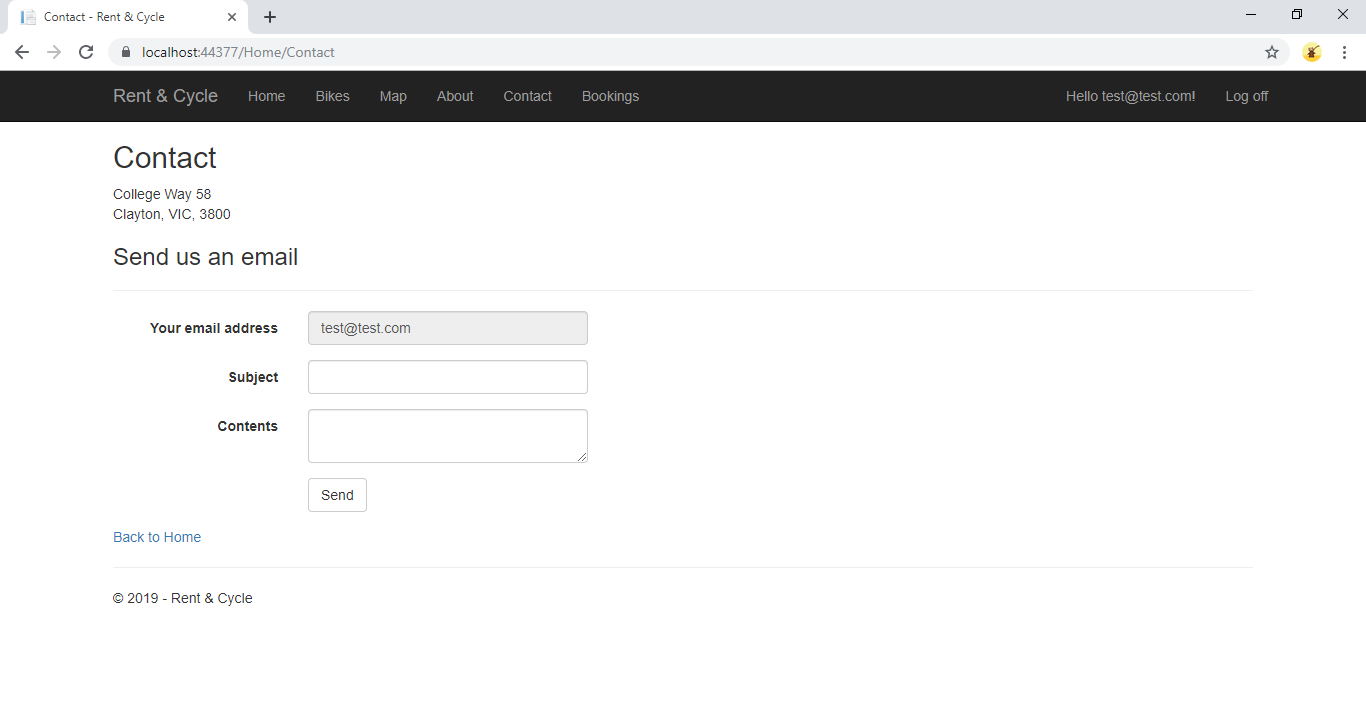 Contact - Rent & Cycle
localhost:44377/Home/Contact
Rent & Cycle Home Bikes Map About Contact Bookings Hello test@test.com! Log off
Contact
College Way 58
Clayton, VIC, 3800
Send us an email
Your email address test@test.com
Subject
Contents
Send
Back to Home
© 2019 - Rent & Cycle